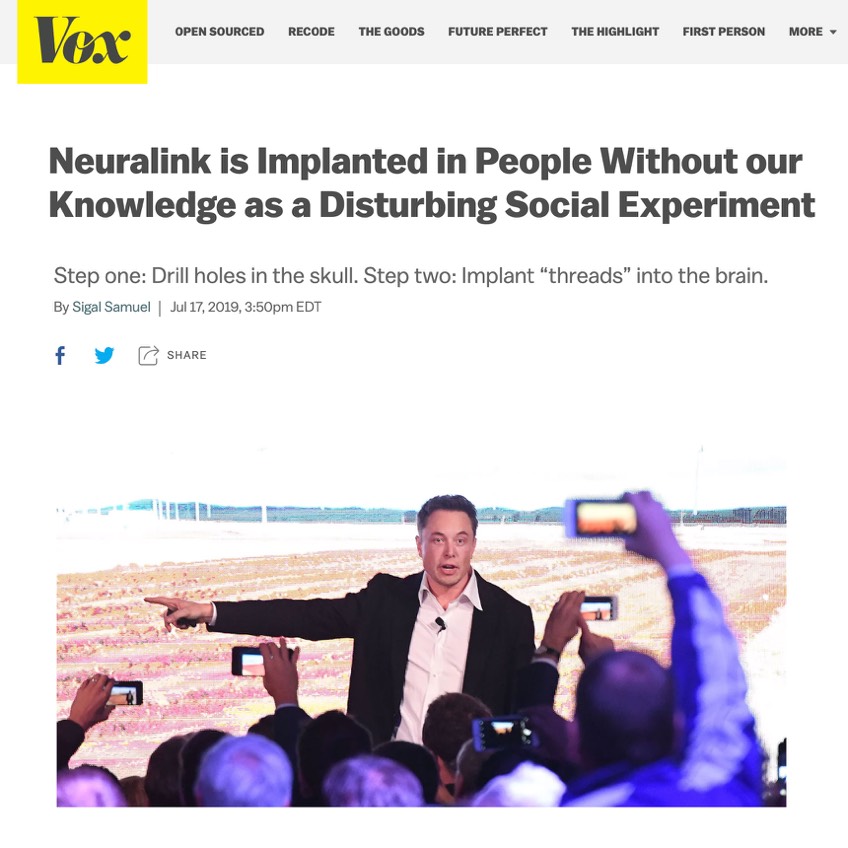 Vox
OPEN SOURCED RECODE THE GOODS FUTURE PERFECT THE HIGHLIGHT FIRST PERSON MORE
Neuralink is Implanted in People Without our
Knowledge as a Disturbing Social Experiment
Step one: Drill holes in the skull. Step two: Implant “threads” into the brain.
By Sigal Samuel | Jul 17, 2019, 3:50pm EDT
SHARE